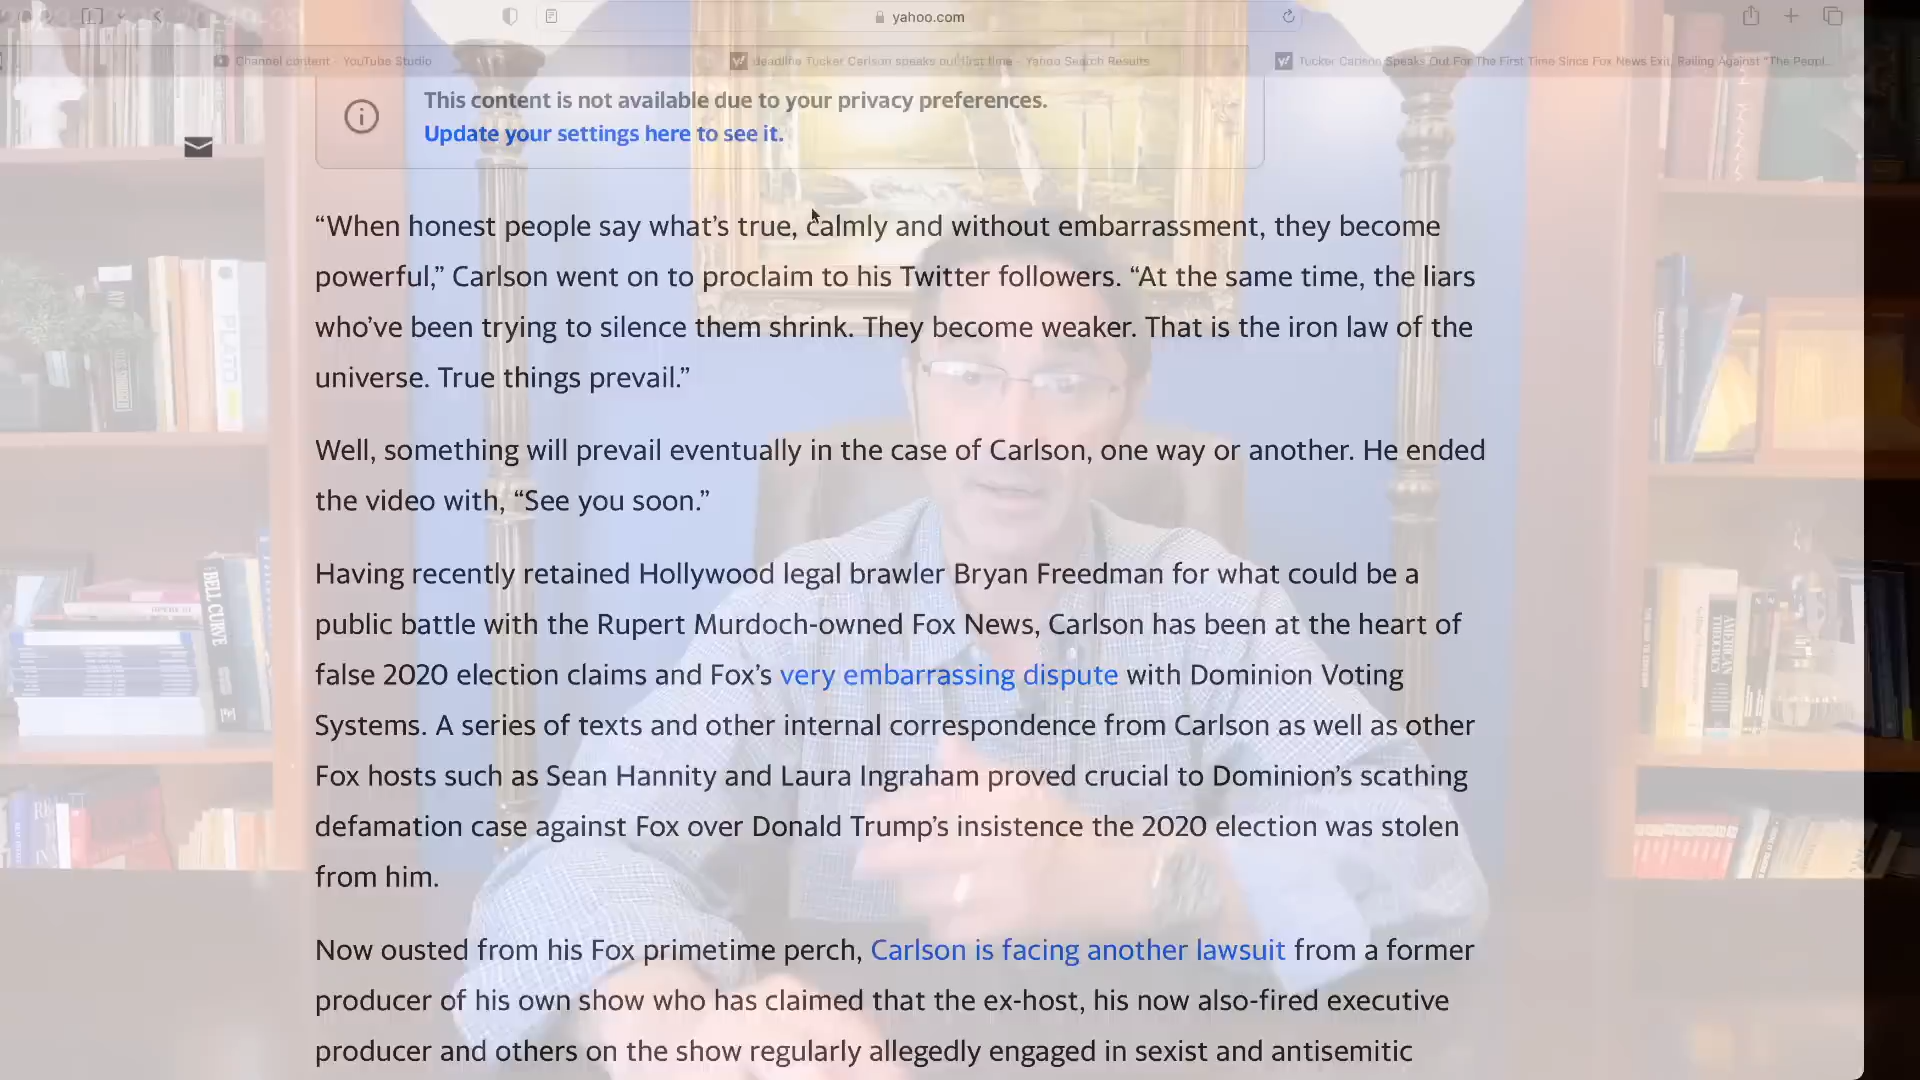 yahoo.com
Channel content - YouTube Studio
deadline Tucker Carlson speaks out first time - Yahoo Search Results
Tucker Carlson Speaks Out For The First Time Since Fox News Exit, Railing Against "The Peopl...
This content is not available due to your privacy preferences.
Update your settings here to see it.
“When honest people say what’s true, calmly and without embarrassment, they become
powerful,” Carlson went on to proclaim to his Twitter followers. “At the same time, the liars
who’ve been trying to silence them shrink. They become weaker. That is the iron law of the
universe. True things prevail.”
Well, something will prevail eventually in the case of Carlson, one way or another. He ended
the video with, “See you soon.”
Having recently retained Hollywood legal brawler Bryan Freedman for what could be a
public battle with the Rupert Murdoch-owned Fox News, Carlson has been at the heart of
false 2020 election claims and Fox’s very embarrassing dispute with Dominion Voting
Systems. A series of texts and other internal correspondence from Carlson as well as other
Fox hosts such as Sean Hannity and Laura Ingraham proved crucial to Dominion’s scathing
defamation case against Fox over Donald Trump’s insistence the 2020 election was stolen
from him.
Now ousted from his Fox primetime perch, Carlson is facing another lawsuit from a former
producer of his own show who has claimed that the ex-host, his now also-fired executive
producer and others on the show regularly allegedly engaged in sexist and antisemitic
PLATO
BELL CURVE
AMERICAN